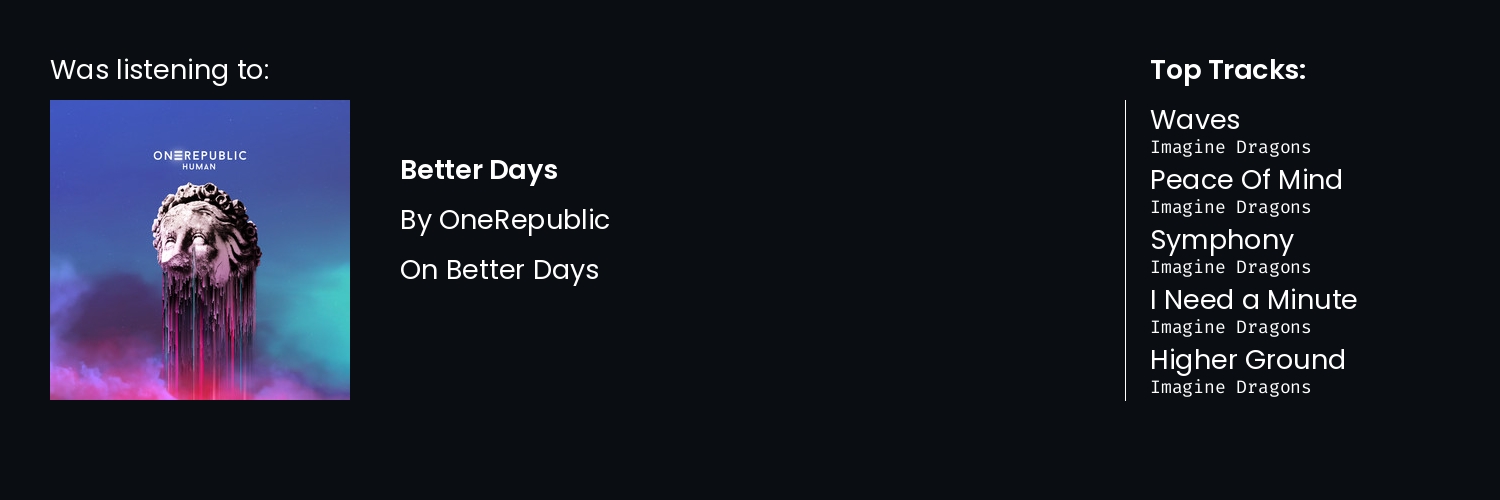 Was listening to:
ONEREPUBLIC
HUMAN
Better Days
By OneRepublic
On Better Days
Top Tracks:
Waves
Imagine Dragons
Peace Of Mind
Imagine Dragons
Symphony
Imagine Dragons
I Need a Minute
Imagine Dragons
Higher Ground
Imagine Dragons